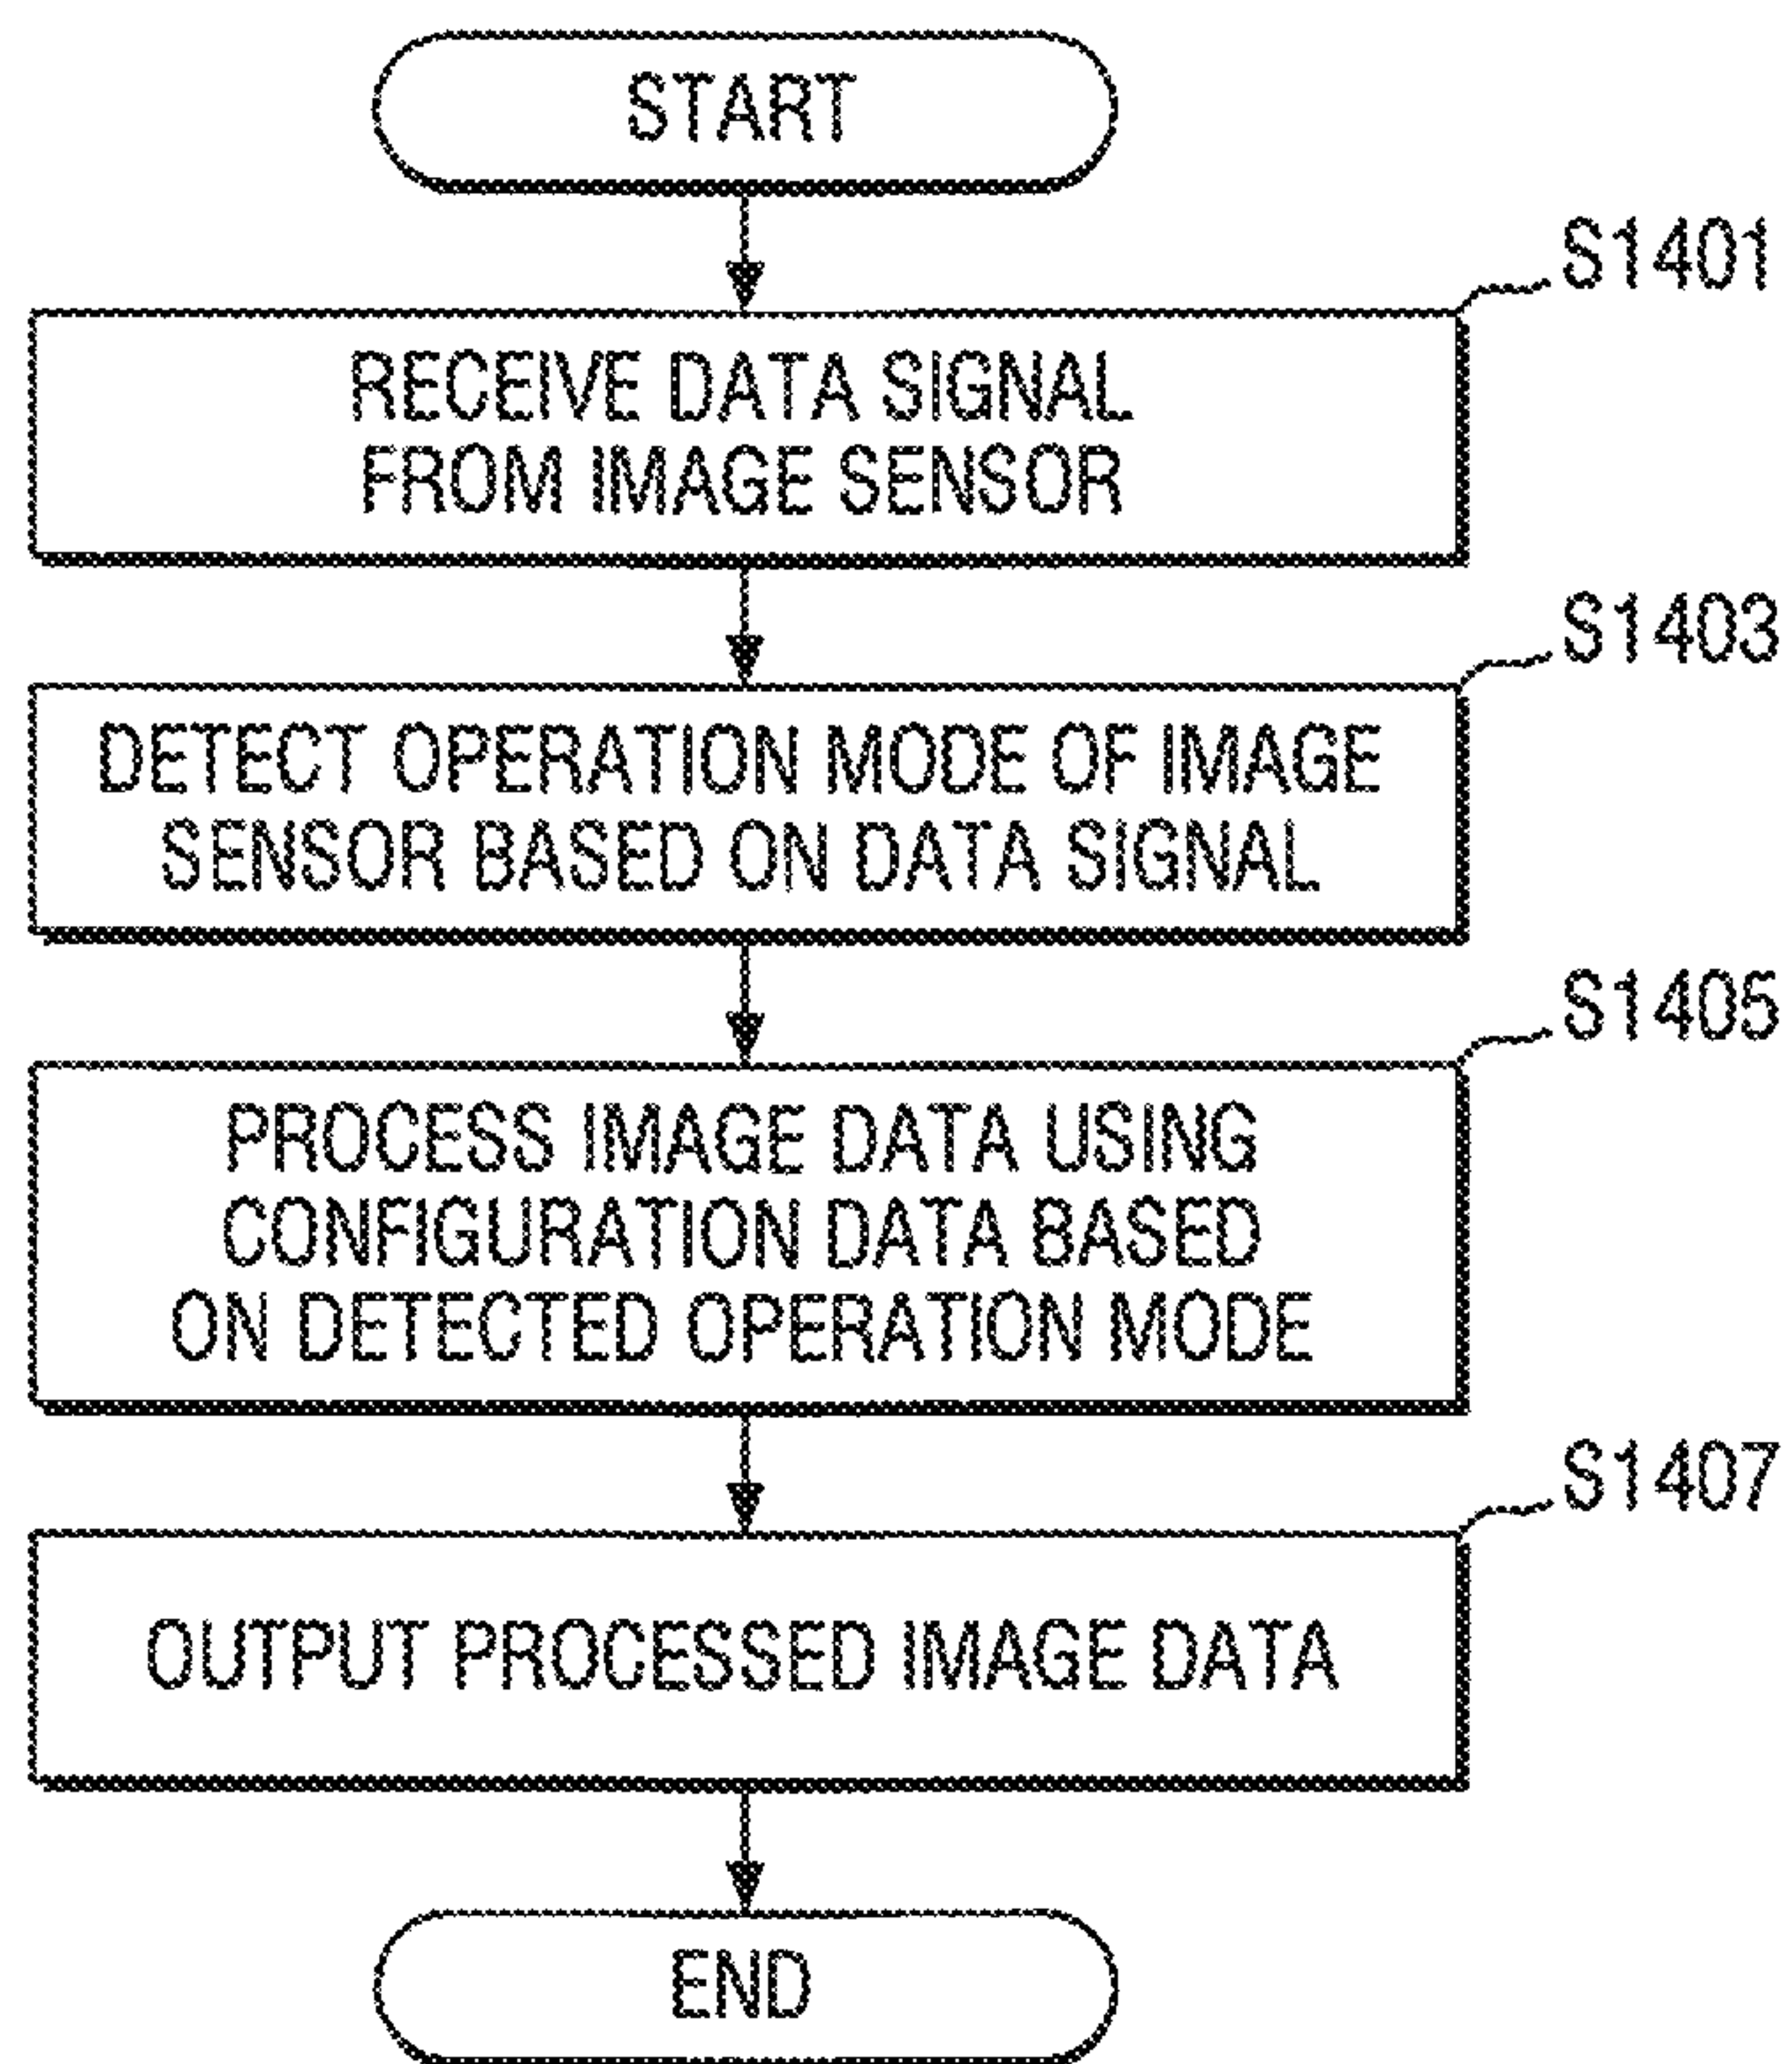 START
S1401
RECEIVE DATA SIGNAL
FROM IMAGE SENSOR
S1403
DETECT OPERATION MODE OF IMAGE
SENSOR BASED ON DATA SIGNAL
S1405
PROCESS IMAGE DATA USING
CONFIGURATION DATA BASED
ON DETECTED OPERATION MODE
S1407
OUTPUT PROCESSED IMAGE DATA
END